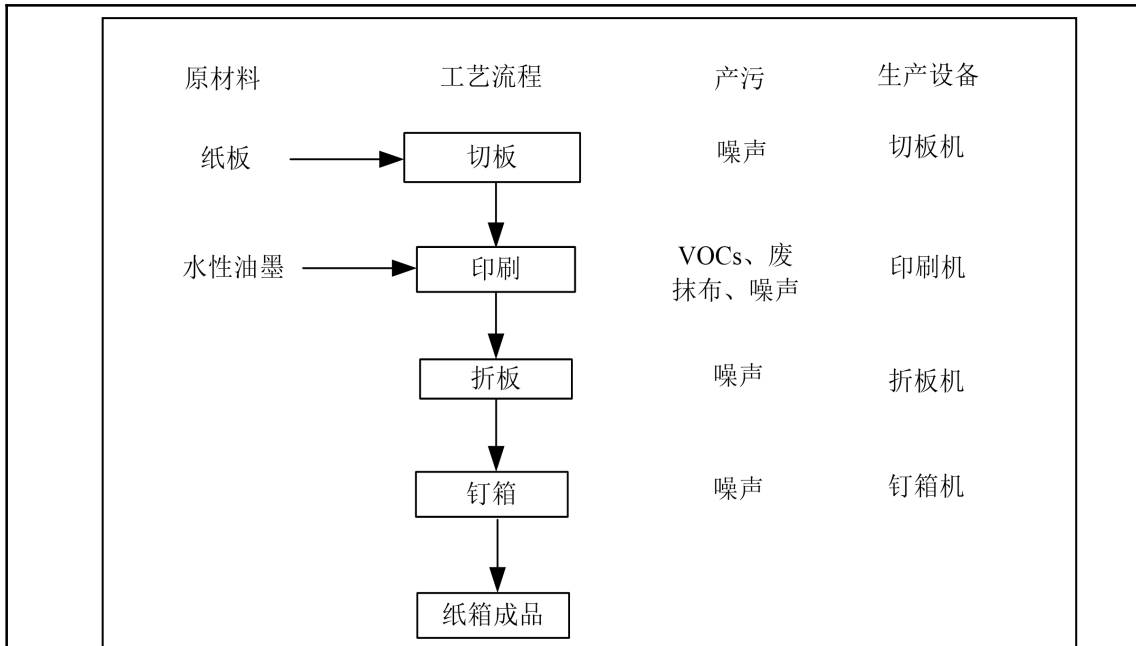 原材料 工艺流程 产污 生产设备
纸板 切板 噪声 切板机
水性油墨 印刷 VOCs、废
抹布、噪声 印刷机
折板 噪声 折板机
钉箱 噪声 钉箱机
纸箱成品